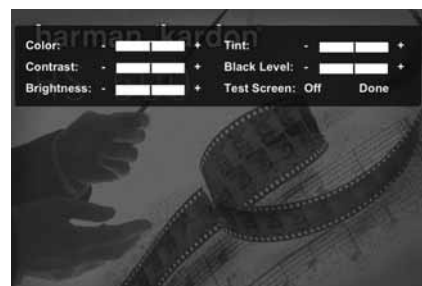 harman kardon
Color: - + Tint: - +
Contrast: - + Black Level: - +
Brightness: - + Test Screen: Off Done